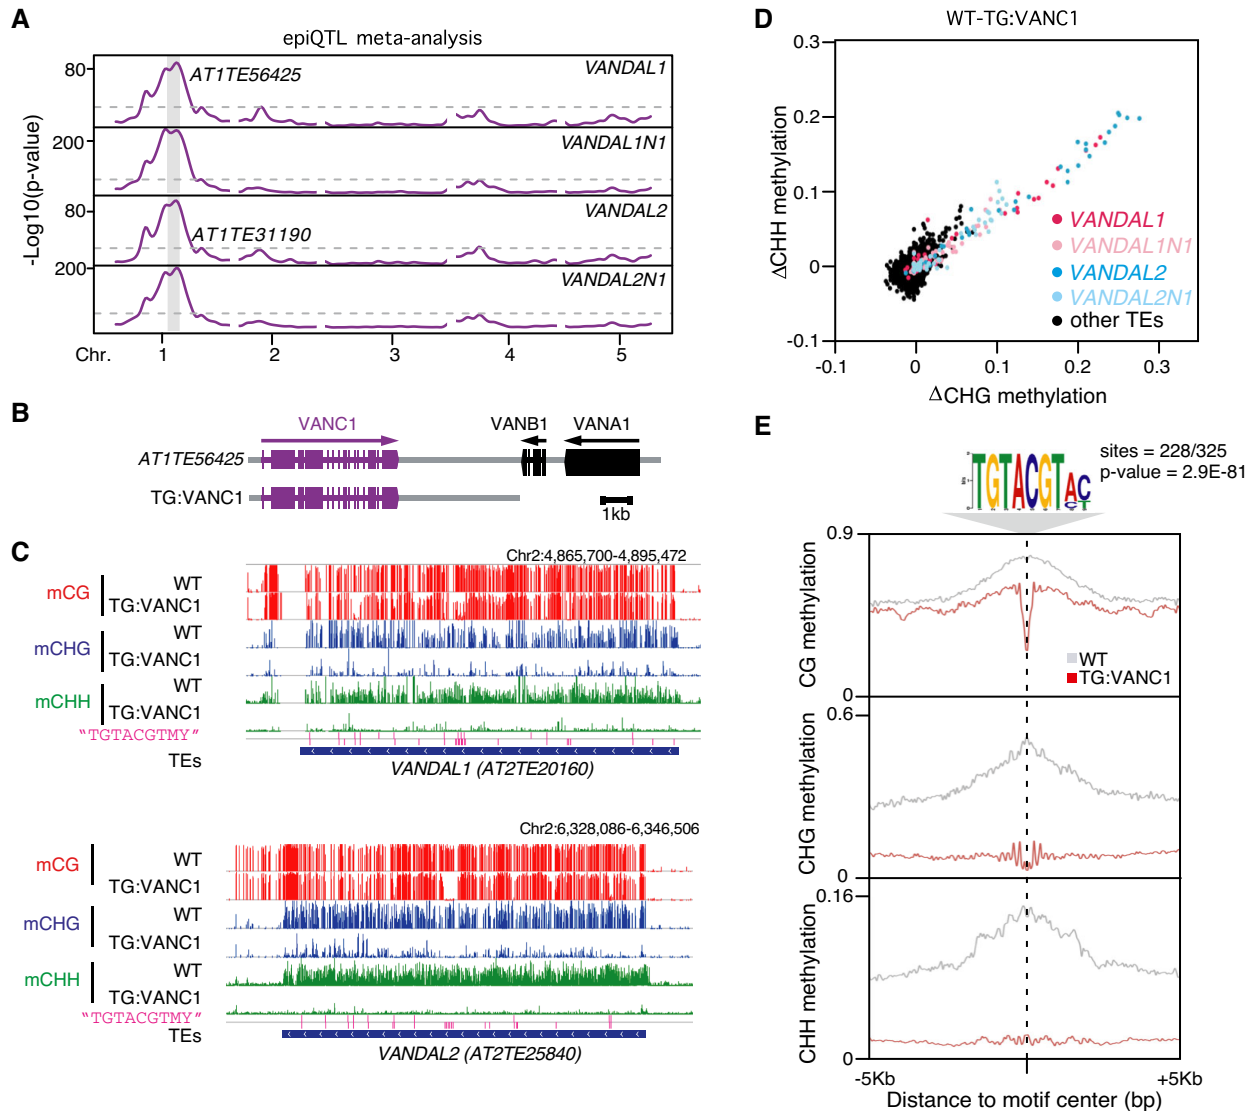 A
epiQTL meta-analysis
-Log10(p-value)
80
AT1TE56425
VANDAL1
200
VANDAL1N1
80
AT1TE31190
VANDAL2
200
VANDAL2N1
Chr. 1 2 3 4 5
B
VANC1 VANB1 VANA1
AT1TE56425
TG:VANC1
1kb
C
Chr2:4,865,700-4,895,472
mCG
WT
TG:VANC1
mCHG
WT
TG:VANC1
mCHH
WT
TG:VANC1
"TGTACGTMY"
TEs
VANDAL1 (AT2TE20160)
Chr2:6,328,086-6,346,506
mCG
WT
TG:VANC1
mCHG
WT
TG:VANC1
mCHH
WT
TG:VANC1
"TGTACGTMY"
TEs
VANDAL2 (AT2TE25840)
D
WT-TG:VANC1
ΔCHH methylation
0.3
0.2
0.1
0
-0.1
VANDAL1
VANDAL1N1
VANDAL2
VANDAL2N1
other TEs
-0.1 0 0.1 0.2 0.3
ΔCHG methylation
E
TGTACGTAC
CT
sites = 228/325
p-value = 2.9E-81
CG methylation
0.9
0
WT
TG:VANC1
CHG methylation
0.6
0
CHH methylation
0.16
0
-5Kb +5Kb
Distance to motif center (bp)